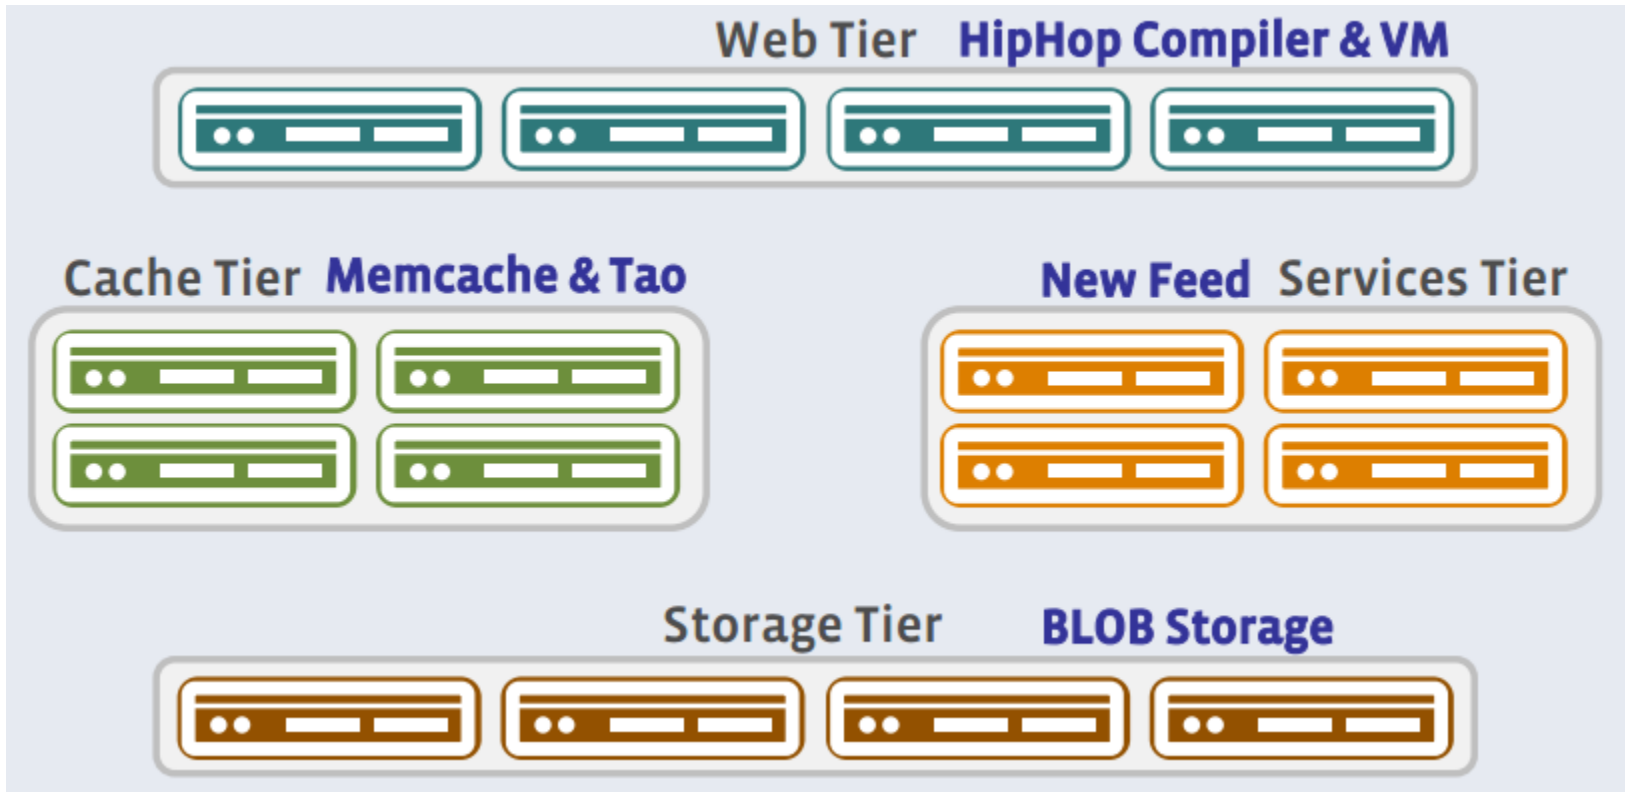 Web Tier HipHop Compiler & VM
Cache Tier Memcache & Tao
New Feed Services Tier
Storage Tier BLOB Storage